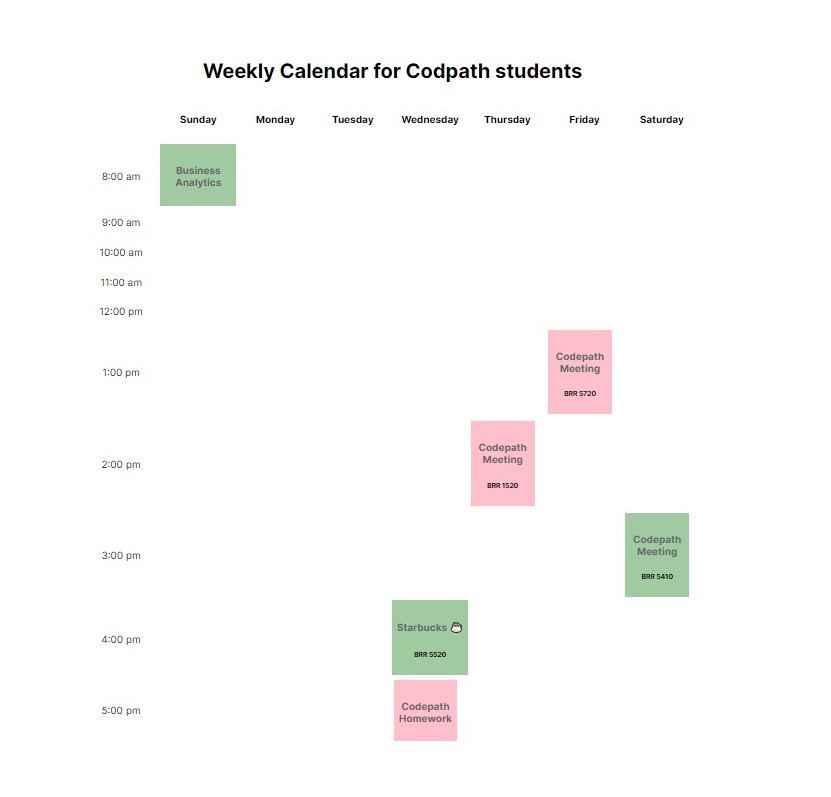 Weekly Calendar for Codpath students
Sunday Monday Tuesday Wednesday Thursday Friday Saturday
8:00 am
Business
Analytics
9:00 am
10:00 am
11:00 am
12:00 pm
1:00 pm
Codepath
Meeting
BRR 5720
2:00 pm
Codepath
Meeting
BRR 1520
3:00 pm
Codepath
Meeting
BRR 5410
4:00 pm
Starbucks
BRR 5520
5:00 pm
Codepath
Homework